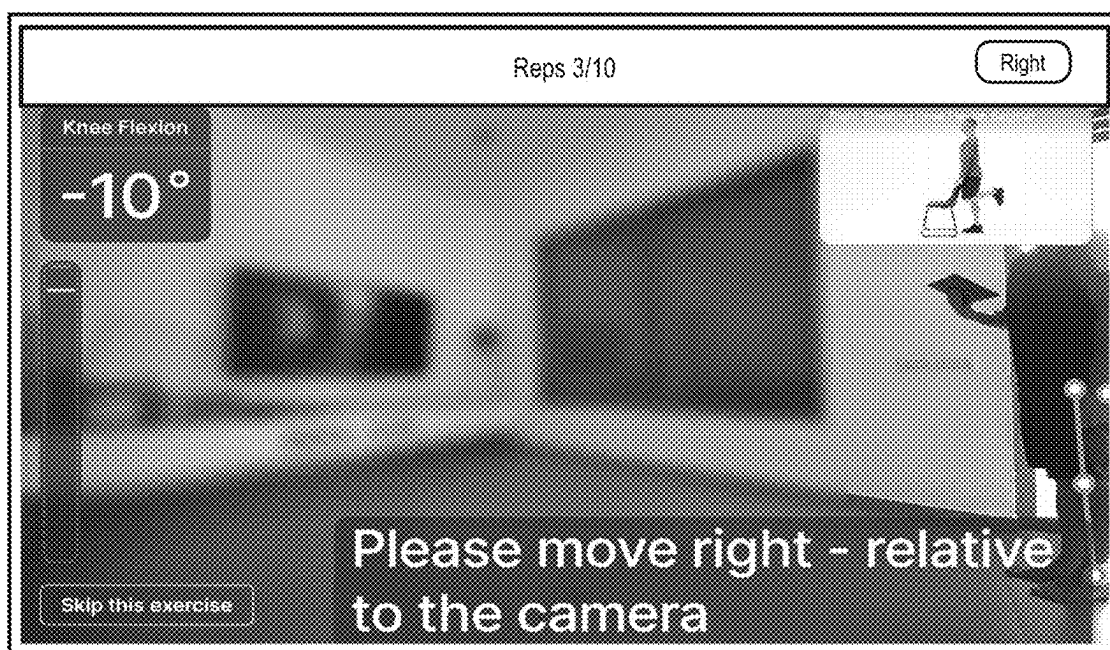 Reps 3/10
Right
Knee Flexion
-10°
Please move right - relative
to the camera
Skip this exercise